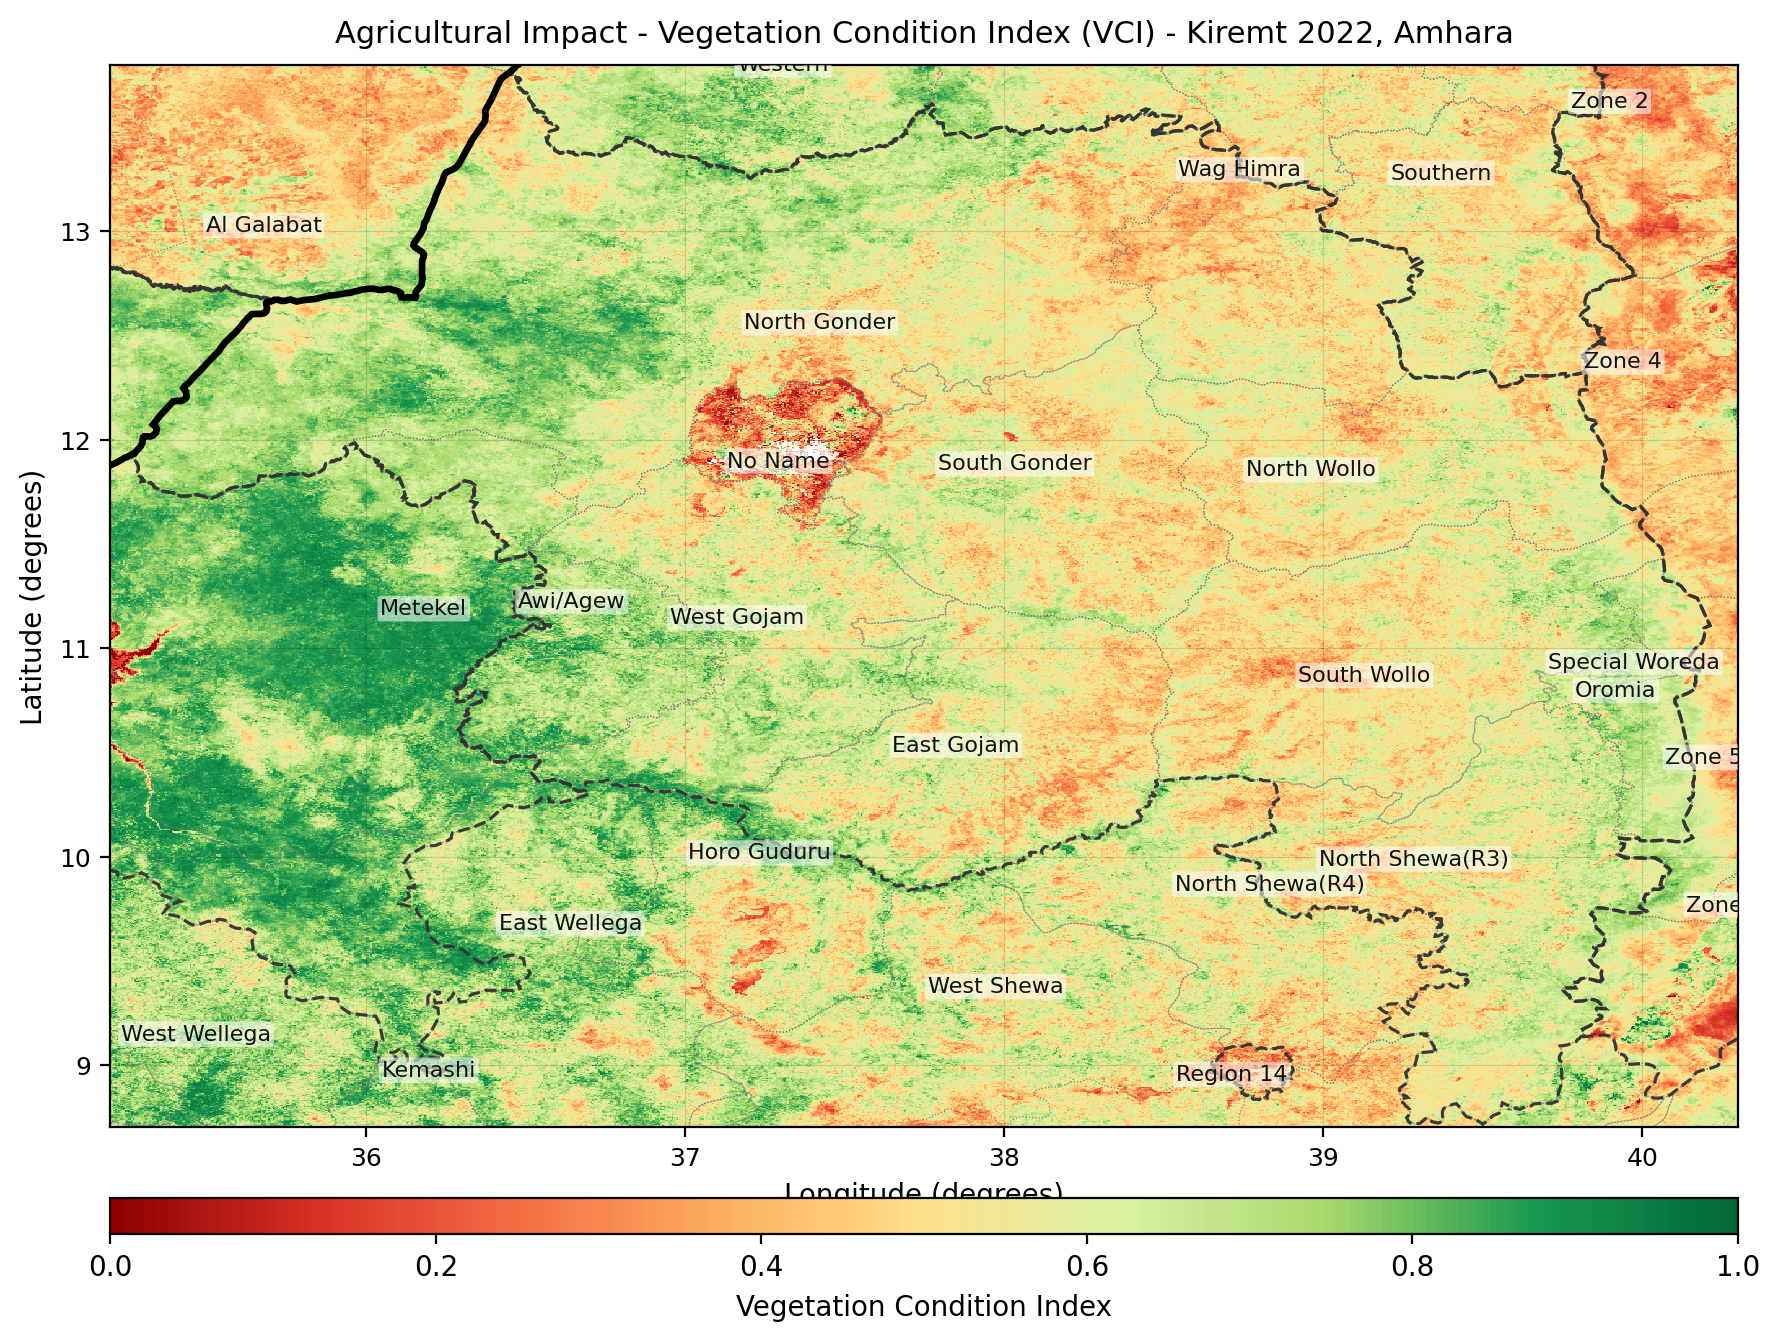 Agricultural Impact - Vegetation Condition Index (VCI) - Kiremt 2022, Amhara
Western
Zone 2
Wag Himra
Southern
Al Galabat
13
North Gonder
Zone 4
12
No Name
South Gonder
North Wollo
Metekel
Awi/Agew
West Gojam
11
Special Woreda
South Wollo
Oromia
East Gojam
Zone 5
Horo Guduru
10
North Shewa(R3)
North Shewa(R4)
Zone
East Wellega
West Shewa
West Wellega
9
Kemashi
Region 14
Latitude (degrees)
36
37
38
39
40
Longitude (degrees)
0.0
0.2
0.4
0.6
0.8
1.0
Vegetation Condition Index